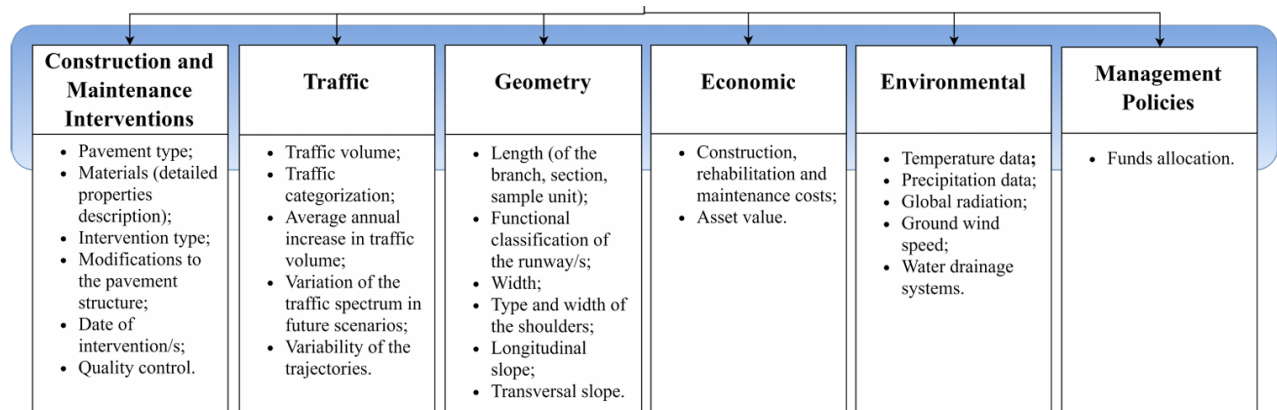 Construction and
Maintenance
Interventions
• Pavement type;
• Materials (detailed
properties
description);
• Intervention type;
• Modifications to
the pavement
structure;
• Date of
intervention/s;
• Quality control.
Traffic
• Traffic volume;
• Traffic
categorization;
• Average annual
increase in traffic
volume;
• Variation of the
traffic spectrum in
future scenarios;
• Variability of the
trajectories.
Geometry
• Length (of the
branch, section,
sample unit);
• Functional
classification of
the runway/s;
• Width;
• Type and width of
the shoulders;
• Longitudinal
slope;
• Transversal slope.
Economic
• Construction,
rehabilitation and
maintenance costs;
• Asset value.
Environmental
• Temperature data;
• Precipitation data;
• Global radiation;
• Ground wind
speed;
• Water drainage
systems.
Management
Policies
• Funds allocation.